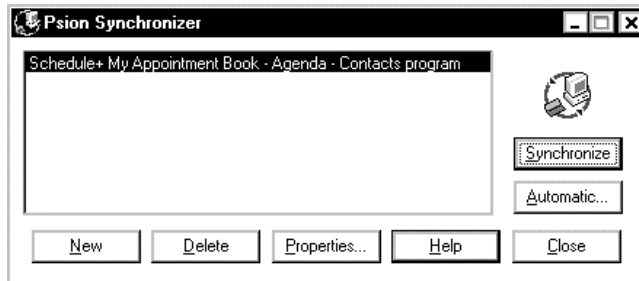 Psion Synchronizer
Schedule+ My Appointment Book - Agenda - Contacts program
Synchronize
Automatic...
New Delete Properties... Help Close